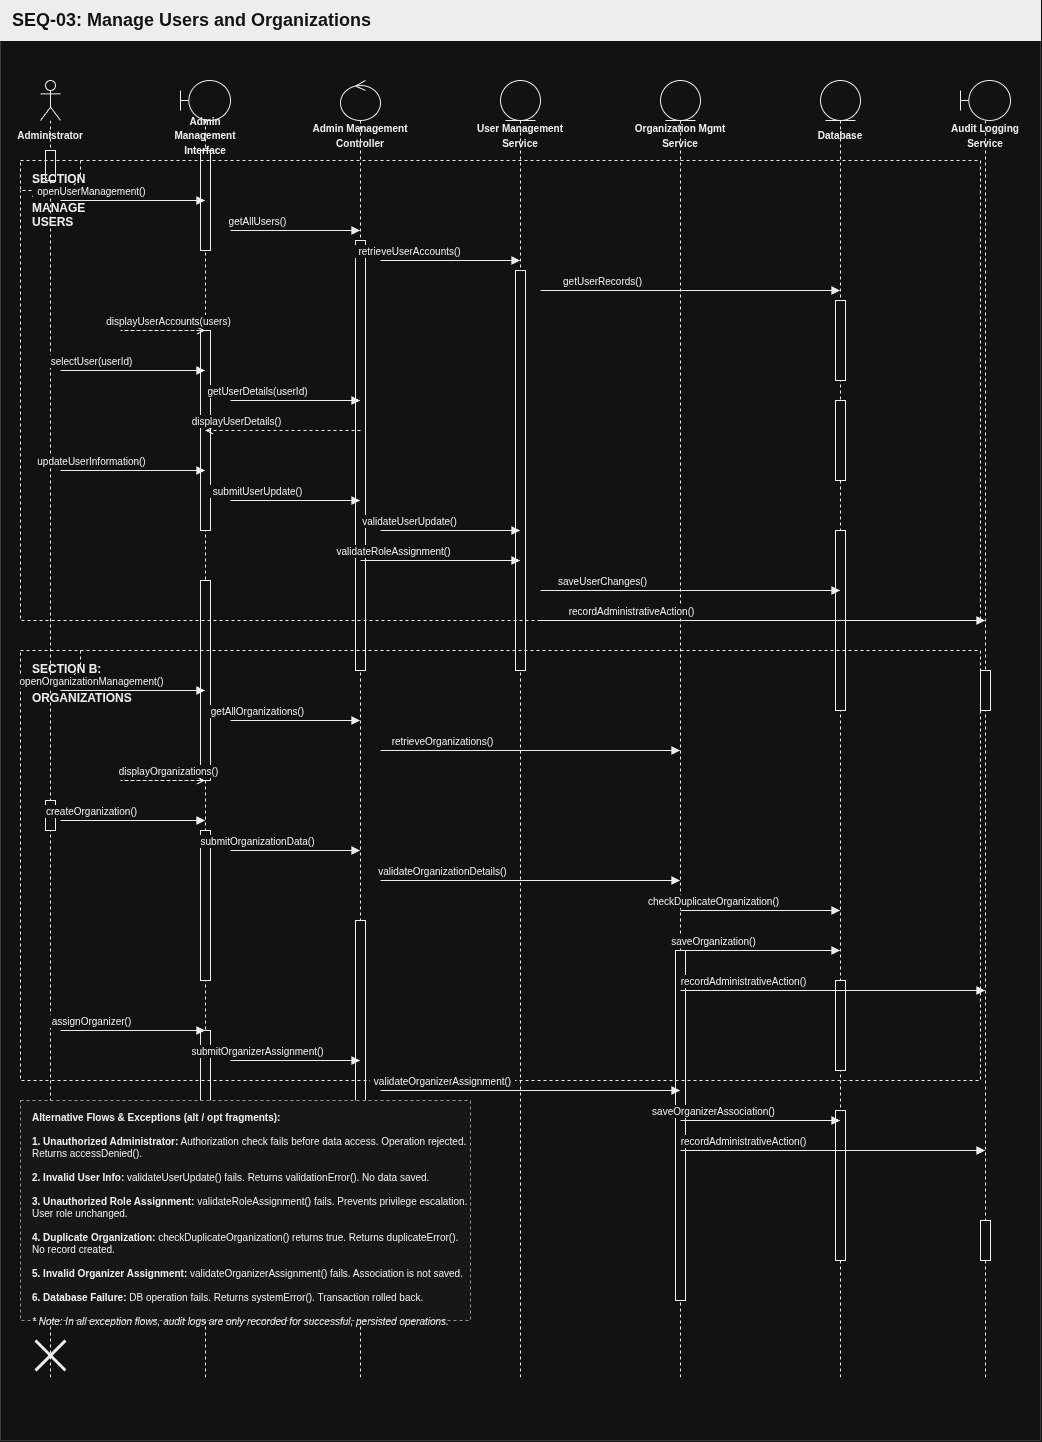 SEQ-03: Manage Users and Organizations
Administrator
Admin
Management
Interface
Admin Management
Controller
User Management
Service
Organization Mgmt
Service
Database
Audit Logging
Service
SECTION
openUserManagement()
MANAGE
USERS
getAllUsers()
retrieveUserAccounts()
getUserRecords()
displayUserAccounts(users)
selectUser(userId)
getUserDetails(userId)
displayUserDetails()
updateUserInformation()
submitUserUpdate()
validateUserUpdate()
validateRoleAssignment()
saveUserChanges()
recordAdministrativeAction()
SECTION B:
openOrganizationManagement()
ORGANIZATIONS
getAllOrganizations()
retrieveOrganizations()
displayOrganizations()
createOrganization()
submitOrganizationData()
validateOrganizationDetails()
checkDuplicateOrganization()
saveOrganization()
recordAdministrativeAction()
assignOrganizer()
submitOrganizerAssignment()
validateOrganizerAssignment()
saveOrganizerAssociation()
recordAdministrativeAction()
Alternative Flows & Exceptions (alt / opt fragments):
1. Unauthorized Administrator: Authorization check fails before data access. Operation rejected.
Returns accessDenied().
2. Invalid User Info: validateUserUpdate() fails. Returns validationError(). No data saved.
3. Unauthorized Role Assignment: validateRoleAssignment() fails. Prevents privilege escalation.
User role unchanged.
4. Duplicate Organization: checkDuplicateOrganization() returns true. Returns duplicateError().
No record created.
5. Invalid Organizer Assignment: validateOrganizerAssignment() fails. Association is not saved.
6. Database Failure: DB operation fails. Returns systemError(). Transaction rolled back.
* Note: In all exception flows, audit logs are only recorded for successful, persisted operations.